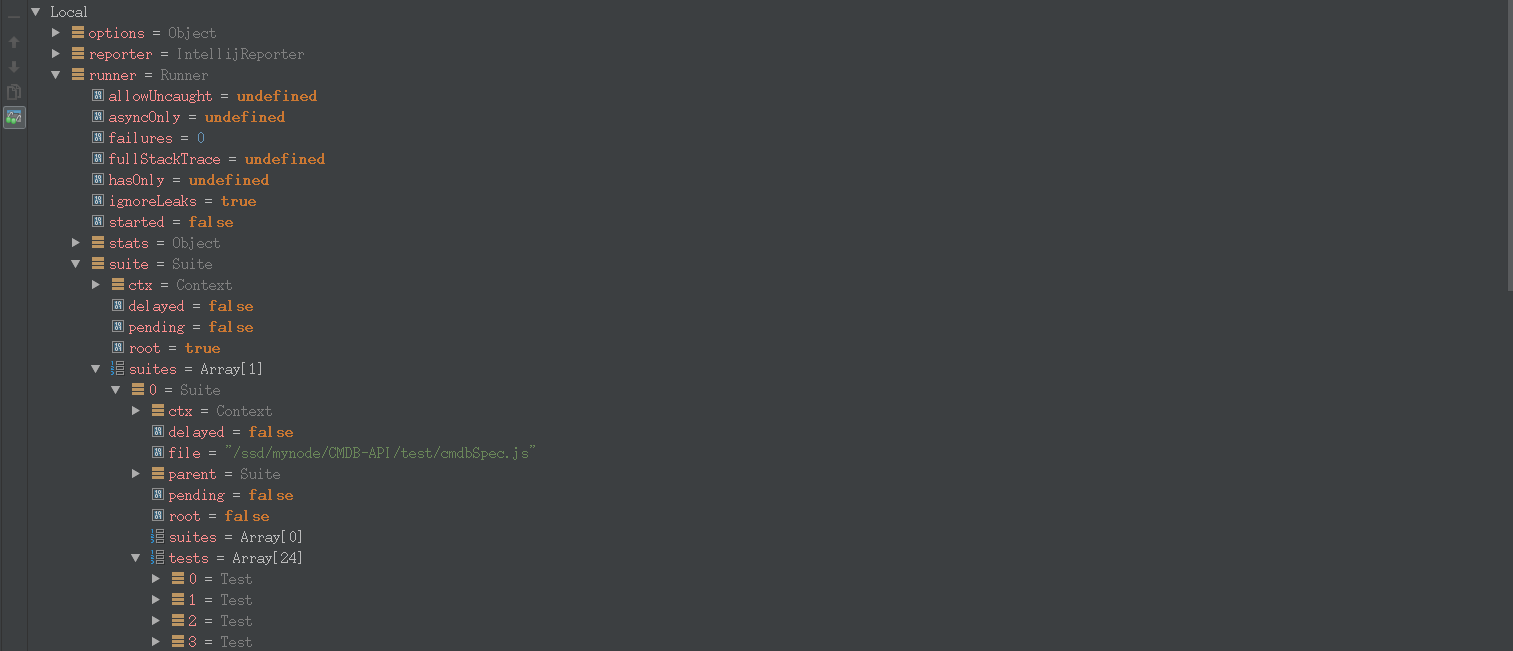 Local
options = Object
reporter = IntellijReporter
runner = Runner
allowUncaught = undefined
asyncOnly = undefined
failures = 0
fullStackTrace = undefined
hasOnly = undefined
ignoreLeaks = true
started = false
stats = Object
suite = Suite
ctx = Context
delayed = false
pending = false
root = true
suites = Array[1]
0 = Suite
ctx = Context
delayed = false
file = "/ssd/mynode/CMDB-API/test/cmdbSpec.js"
parent = Suite
pending = false
root = false
suites = Array[0]
tests = Array[24]
0 = Test
1 = Test
2 = Test
3 = Test